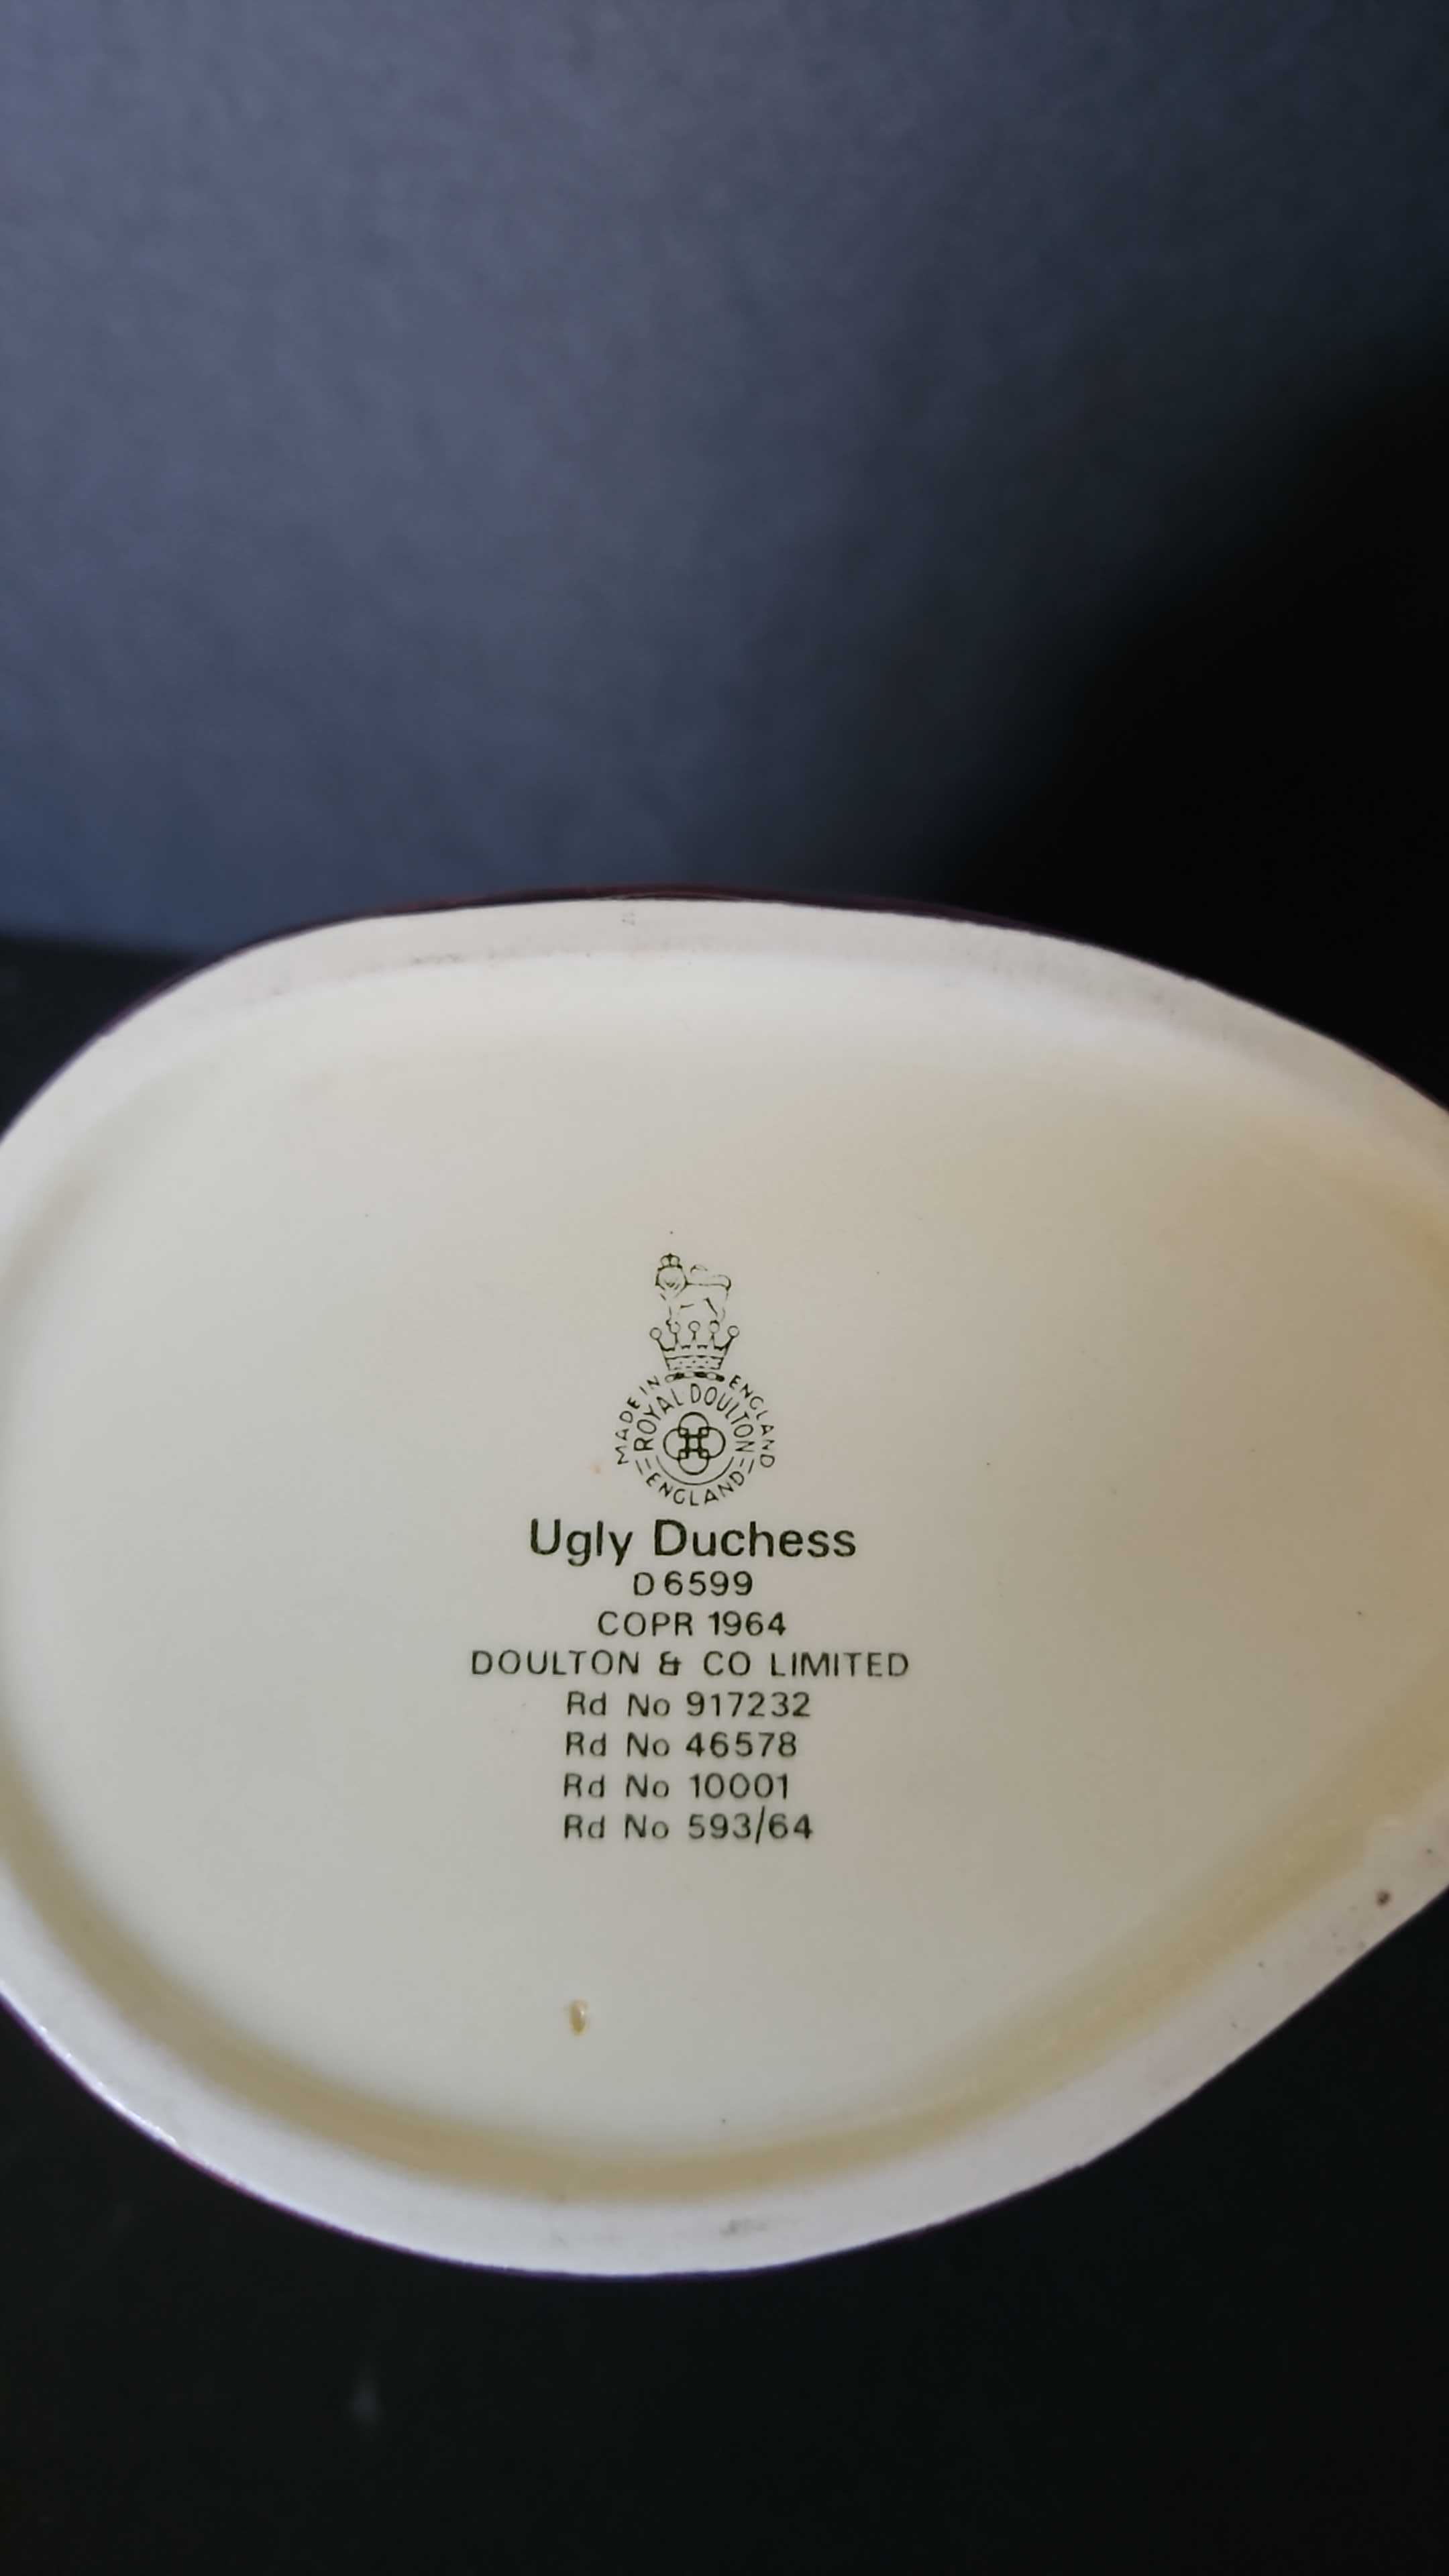 MADE IN ENGLAND
ROYAL DOULTON
ENGLAND
Ugly Duchess
D 6599
COPR 1964
DOULTON & CO LIMITED
Rd No 917232
Rd No 46578
Rd No 10001
Rd No 593/64